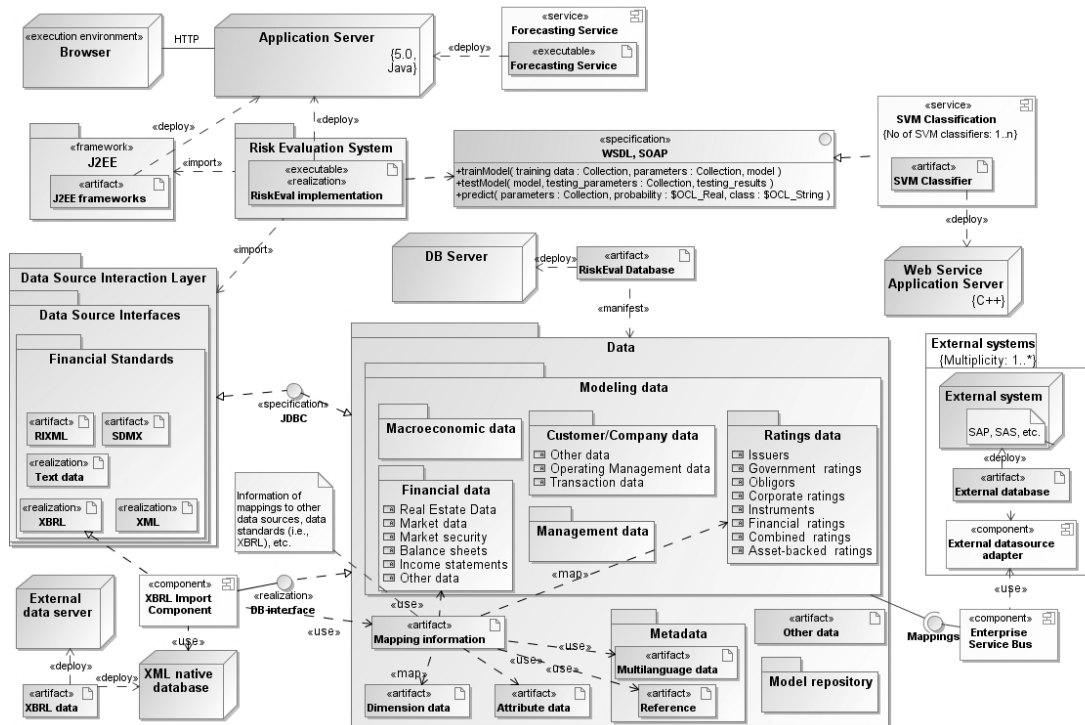 «execution environment»
Browser
HTTP
Application Server
{5.0,
Java}
«deploy»
«service»
Forecasting Service
«executable»
Forecasting Service
«deploy»
«deploy»
«framework»
J2EE
«artifact»
J2EE frameworks
«import»
Risk Evaluation System
«executable»
«realization»
RiskEval implementation
«specification»
WSDL, SOAP
+trainModel( training data : Collection, parameters : Collection, model )
+testModel( model, testing_parameters : Collection, testing_results )
+predict( parameters : Collection, probability : $OCL_Real, class : $OCL_String )
«service»
SVM Classification
{No of SVM classifiers: 1..n}
«artifact»
SVM Classifier
«deploy»
Web Service
Application Server
{C++}
«import»
DB Server
«deploy»
«artifact»
RiskEval Database
«manifest»
Data Source Interaction Layer
Data Source Interfaces
Financial Standards
«artifact»
RIXML
«artifact»
SDMX
«realization»
Text data
«realization»
XBRL
«realization»
XML
«specification»
JDBC
Information of
mappings to other
data sources, data
standards (i.e.,
XBRL), etc.
Data
Modeling data
Macroeconomic data
Customer/Company data
Other data
Operating Management data
Transaction data
Ratings data
Issuers
Government ratings
Obligors
Corporate ratings
Instruments
Financial ratings
Combined ratings
Asset-backed ratings
Financial data
Real Estate Data
Market data
Market security
Balance sheets
Income statements
Other data
Management data
«map»
External systems
{Multiplicity: 1..*}
External system
SAP, SAS, etc.
«deploy»
«artifact»
External database
«component»
External datasource
adapter
«use»
«component»
Enterprise
Service Bus
Mappings
External
data server
«component»
XBRL Import
Component
«realization»
DB interface
«use»
«use»
«use»
«deploy»
«deploy»
«artifact»
XBRL data
XML native
database
«artifact»
Mapping information
«map»
«use»
«use»
«use»
«artifact»
Dimension data
«artifact»
Attribute data
Metadata
«artifact»
Multilanguage data
«artifact»
Reference
«artifact»
Other data
Model repository